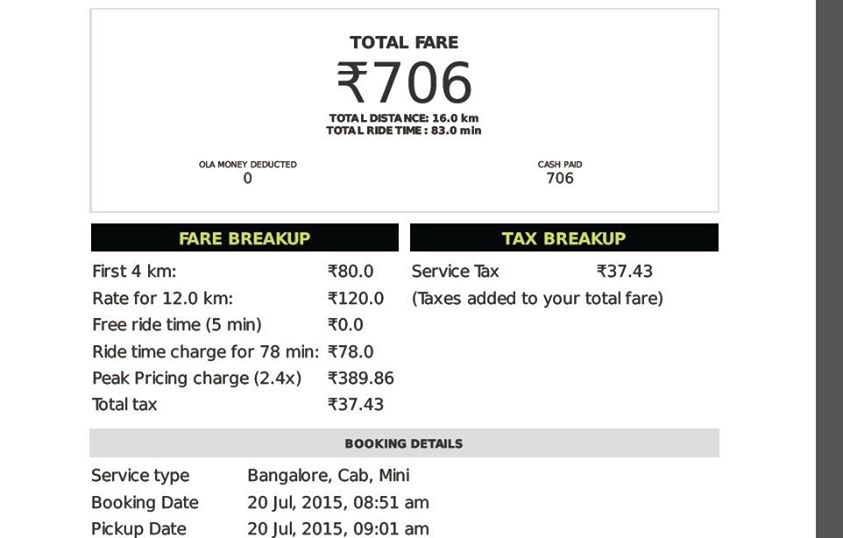 TOTAL FARE
₹706
TOTAL DISTANCE: 16.0 km
TOTAL RIDE TIME : 83.0 min
OLA MONEY DEDUCTED CASH PAID
0 706
FARE BREAKUP TAX BREAKUP
First 4 km: ₹80.0 Service Tax ₹37.43
Rate for 12.0 km: ₹120.0 (Taxes added to your total fare)
Free ride time (5 min) ₹0.0
Ride time charge for 78 min: ₹78.0
Peak Pricing charge (2.4x) ₹389.86
Total tax ₹37.43
BOOKING DETAILS
Service type Bangalore, Cab, Mini
Booking Date 20 Jul, 2015, 08:51 am
Pickup Date 20 Jul, 2015, 09:01 am